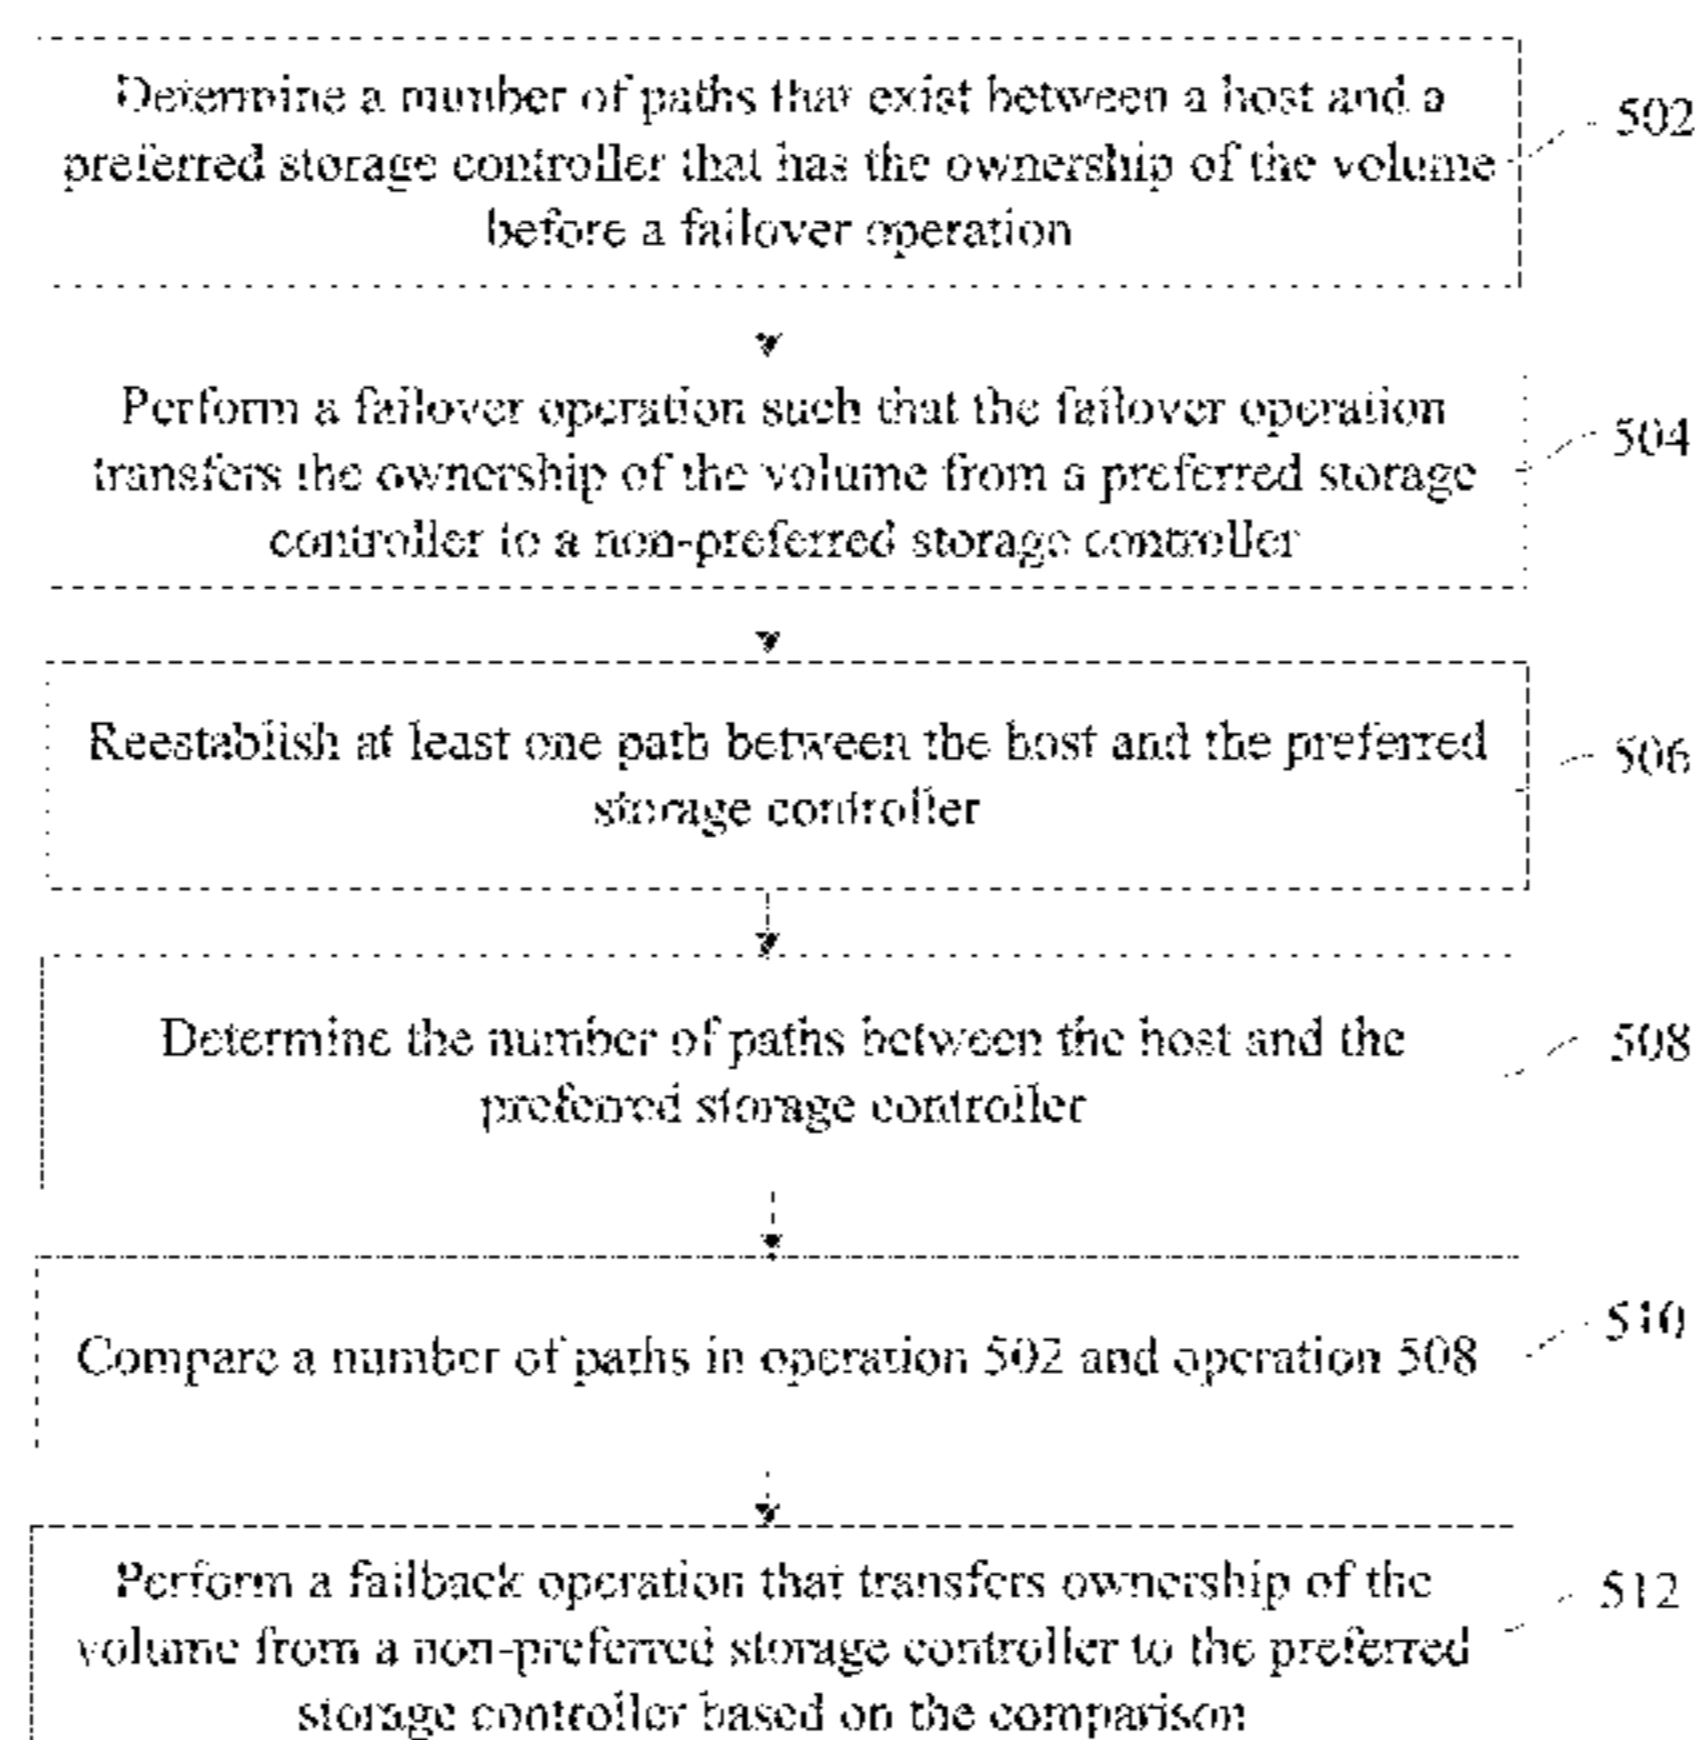 Determine a number of paths that exist between a host and a
preferred storage controller that has the ownership of the volume
before a failover operation
502
Perform a failover operation such that the failover operation
transfers the ownership of the volume from a preferred storage
controller to a non-preferred storage controller
504
Reestablish at least one path between the host and the preferred
storage controller
506
Determine the number of paths between the host and the
preferred storage controller
508
Compare a number of paths in operation 502 and operation 508
510
Perform a failback operation that transfers ownership of the
volume from a non-preferred storage controller to the preferred
storage controller based on the comparison
512